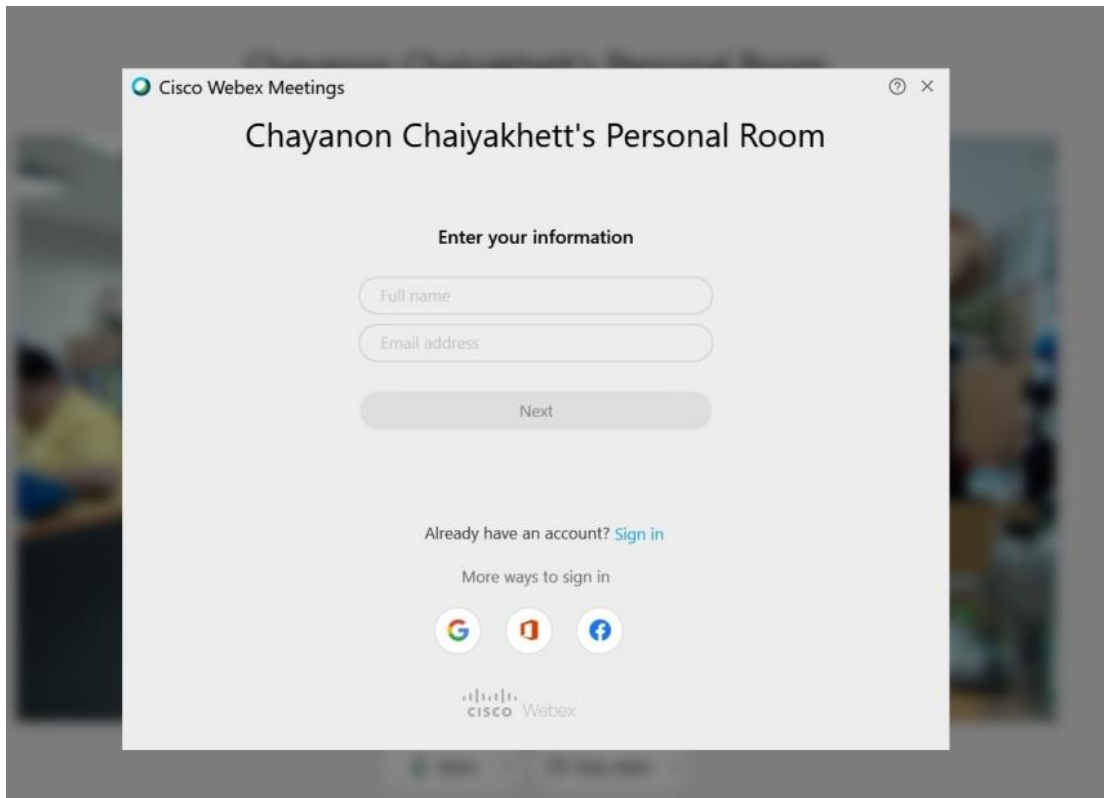 Cisco Webex Meetings
Chayanon Chaiyakhett's Personal Room
Enter your information
Full name
Email address
Next
Already have an account? Sign in
More ways to sign in
cisco Webex